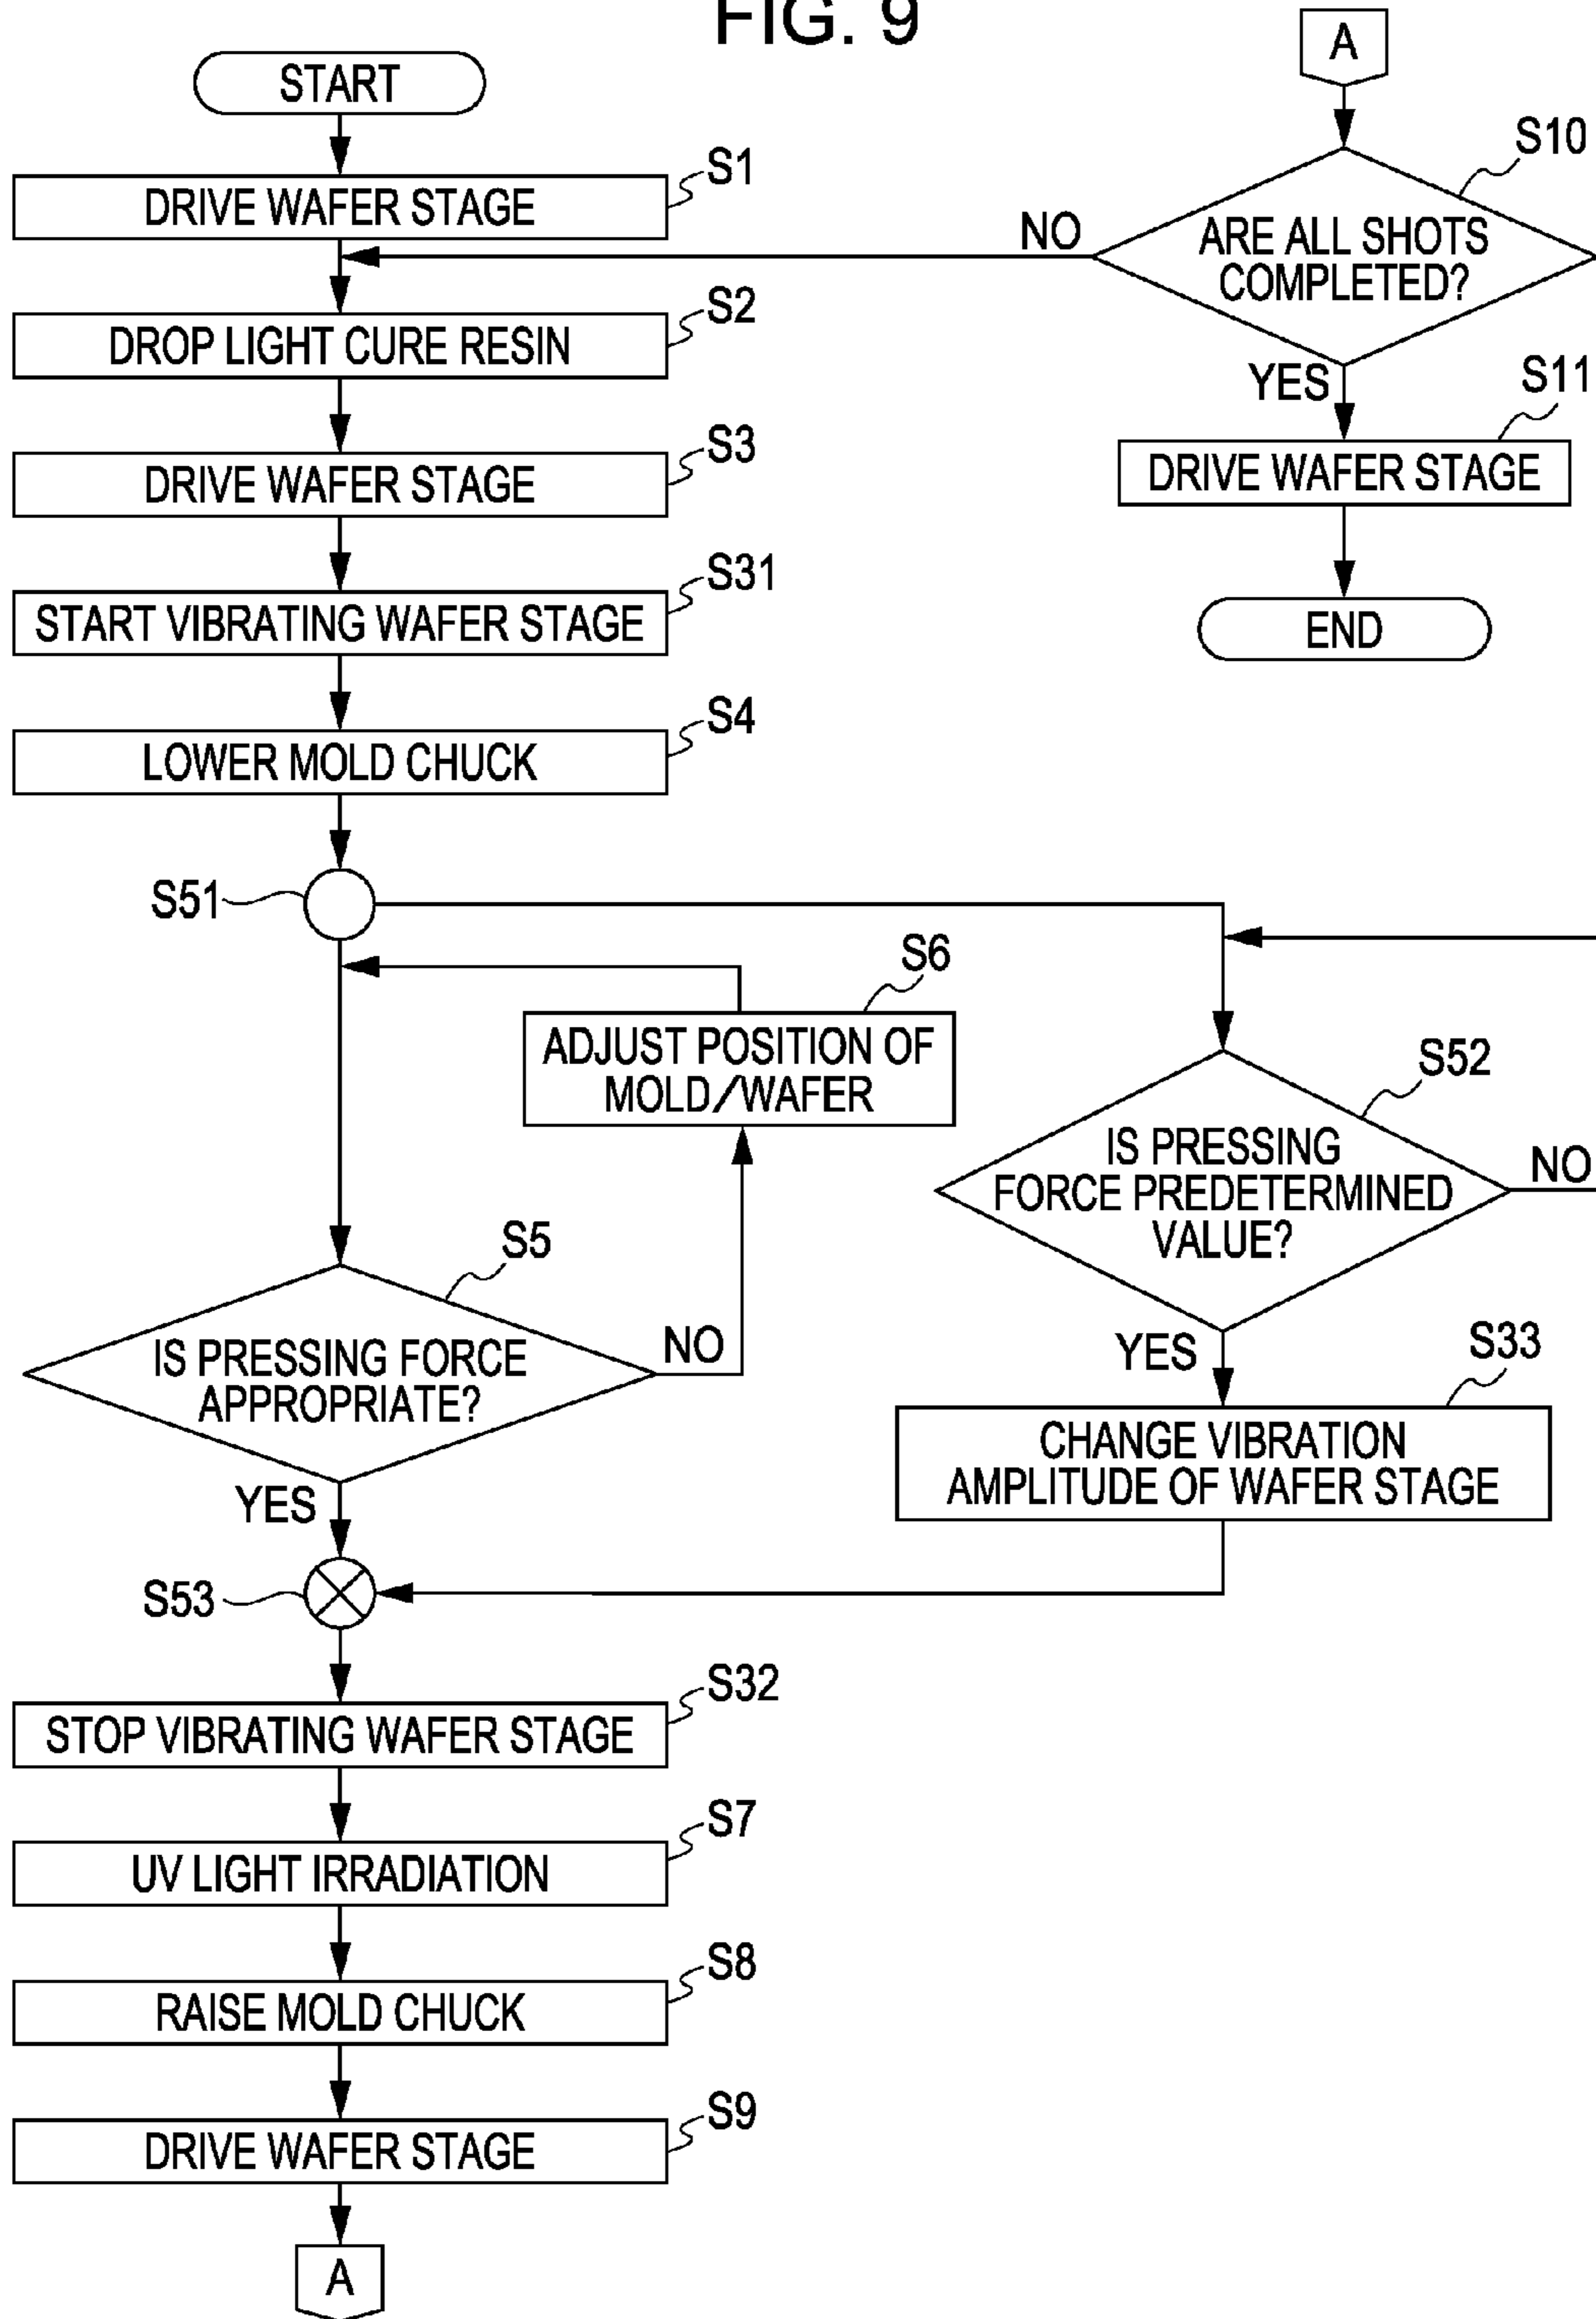 FIG. 9
START
S1
DRIVE WAFER STAGE
S2
DROP LIGHT CURE RESIN
S3
DRIVE WAFER STAGE
S31
START VIBRATING WAFER STAGE
S4
LOWER MOLD CHUCK
S51
S6
ADJUST POSITION OF
MOLD/WAFER
S52
IS PRESSING
FORCE PREDETERMINED
VALUE?
NO
YES
S33
CHANGE VIBRATION
AMPLITUDE OF WAFER STAGE
S5
IS PRESSING FORCE
APPROPRIATE?
NO
YES
S53
S32
STOP VIBRATING WAFER STAGE
S7
UV LIGHT IRRADIATION
S8
RAISE MOLD CHUCK
S9
DRIVE WAFER STAGE
A
A
S10
ARE ALL SHOTS
COMPLETED?
NO
YES
S11
DRIVE WAFER STAGE
END